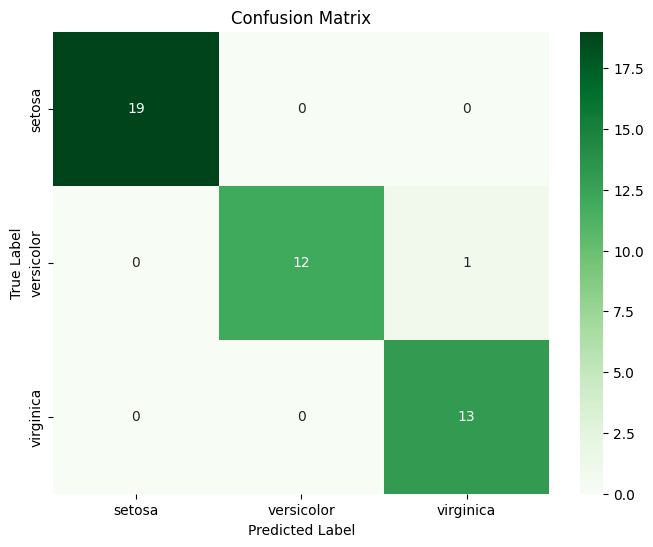 Confusion Matrix
True Label
setosa
19 0 0
versicolor
0 12 1
virginica
0 0 13
setosa versicolor virginica
Predicted Label
17.5
15.0
12.5
10.0
7.5
5.0
2.5
0.0